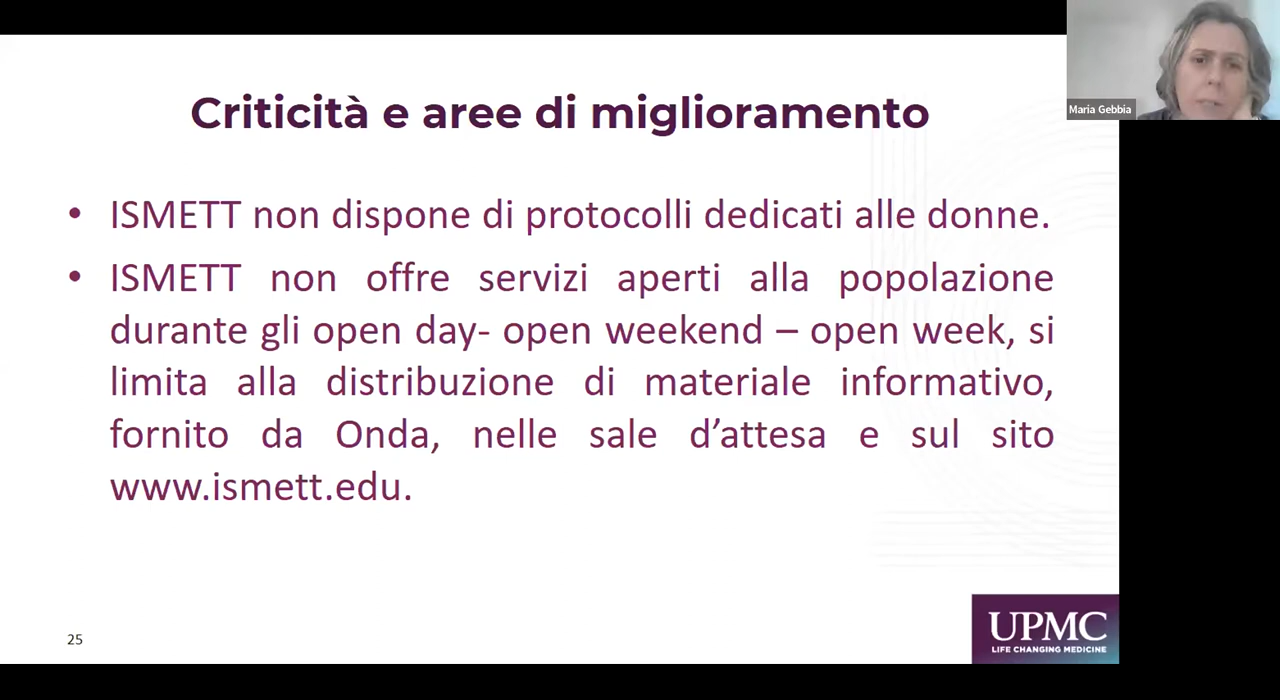 Maria Gebbia
Criticità e aree di miglioramento
• ISMETT non dispone di protocolli dedicati alle donne.
• ISMETT non offre servizi aperti alla popolazione
durante gli open day- open weekend – open week, si
limita alla distribuzione di materiale informativo,
fornito da Onda, nelle sale d’attesa e sul sito
www.ismett.edu.
25
UPMC
LIFE CHANGING MEDICINE